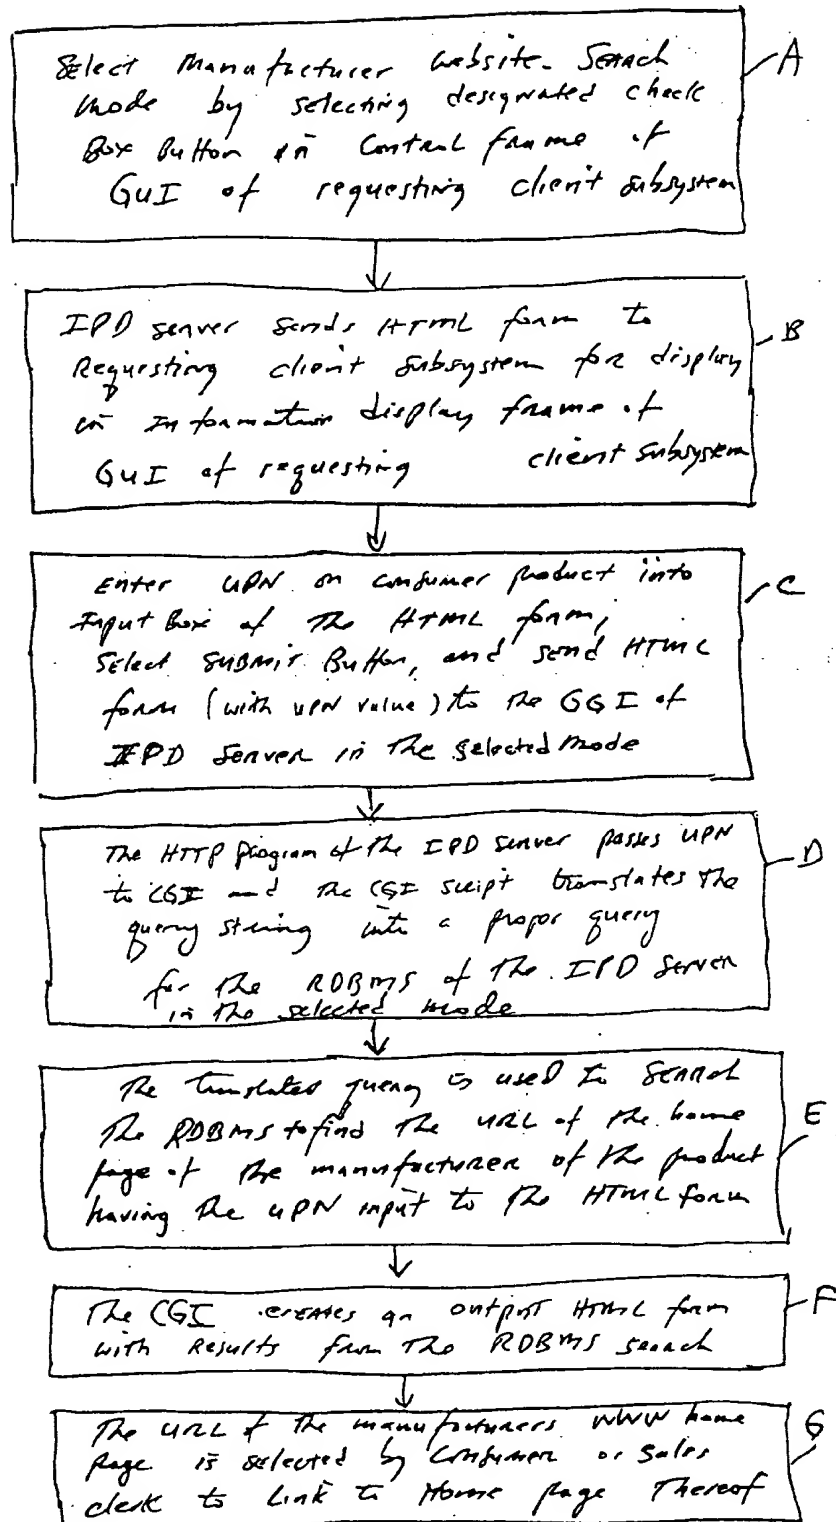 Select Manufacturer Website-Search
Mode by selecting designated check
Box Button in Control frame of
GUI of requesting client subsystem
A
IPD server sends HTML form to
Requesting client subsystem for display
in Information display frame of
GUI of requesting client subsystem
B
Enter UPN on consumer product into
Input Box of The HTML form,
Select SUBMIT Button, and send HTML
form (with UPN value) to the GGI of
IPD Server in the selected mode
C
The HTTP program of the IPD server passes UPN
to CGI and the CGI script translates the
query string into a proper query
for the RDBMS of the IPD Server
in the selected mode
D
The translated query is used to Search
The RDBMS to find the URL of the home
page of the manufacturer of the product
having the UPN input to the HTML form
E
The CGI creates an output HTML form
with Results from The RDBMS search
F
The URL of the manufacturers WWW home
Page is selected by Consumer or Sales
clerk to Link to Home page Thereof
G